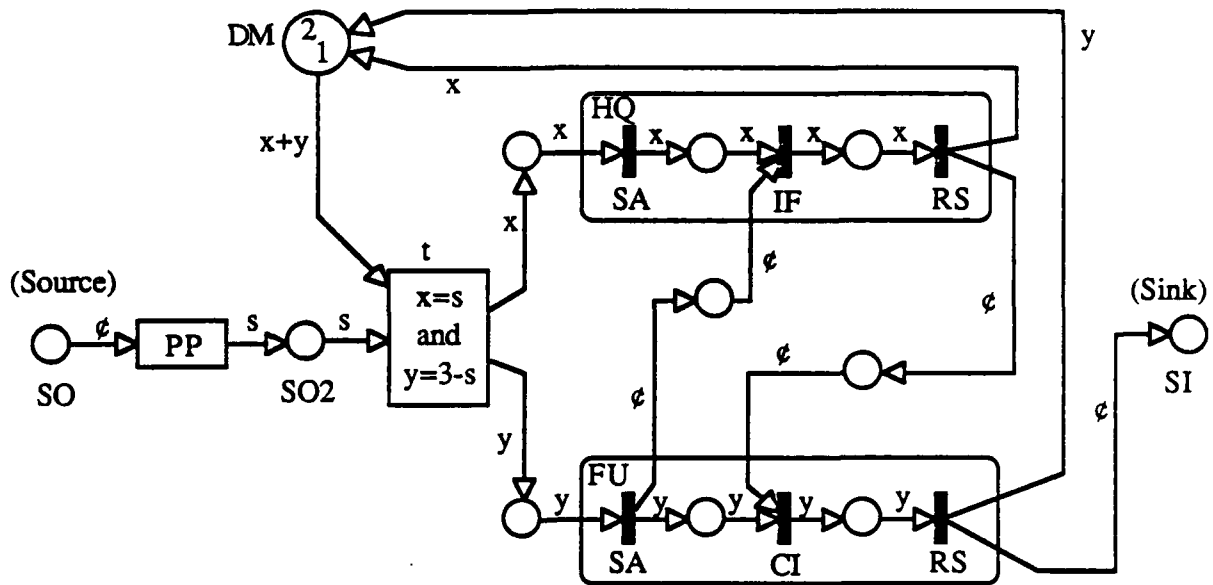 DM
2
1
y
x
x+y
HQ
x
x
x
x
x
SA
IF
RS
x
t
(Source)
x=s
and
y=3-s
¢
PP
s
s
SO
SO2
¢
¢
¢
¢
¢
(Sink)
SI
y
FU
y
y
y
y
y
SA
CI
RS